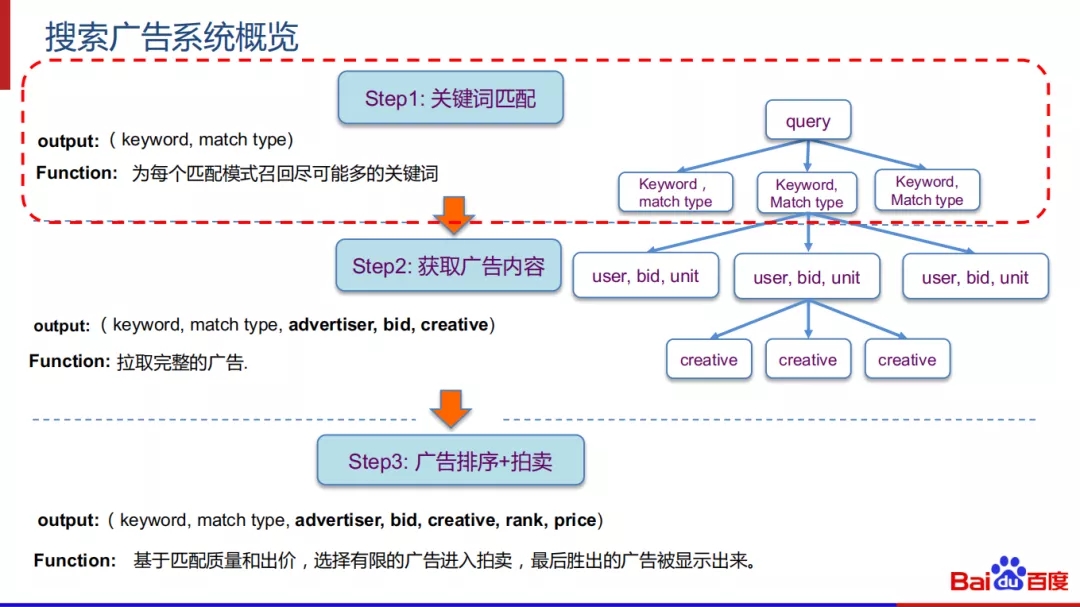 搜索广告系统概览
Step1: 关键词匹配
output: （ keyword, match type)
Function: 为每个匹配模式召回尽可能多的关键词
query
Keyword ,
match type
Keyword,
Match type
Keyword,
Match type
Step2: 获取广告内容
user, bid, unit
user, bid, unit
user, bid, unit
output: （ keyword, match type, advertiser, bid, creative）
Function: 拉取完整的广告.
creative
creative
creative
Step3: 广告排序+拍卖
output: （ keyword, match type, advertiser, bid, creative, rank, price）
Function: 基于匹配质量和出价，选择有限的广告进入拍卖，最后胜出的广告被显示出来。
Bai du 百度